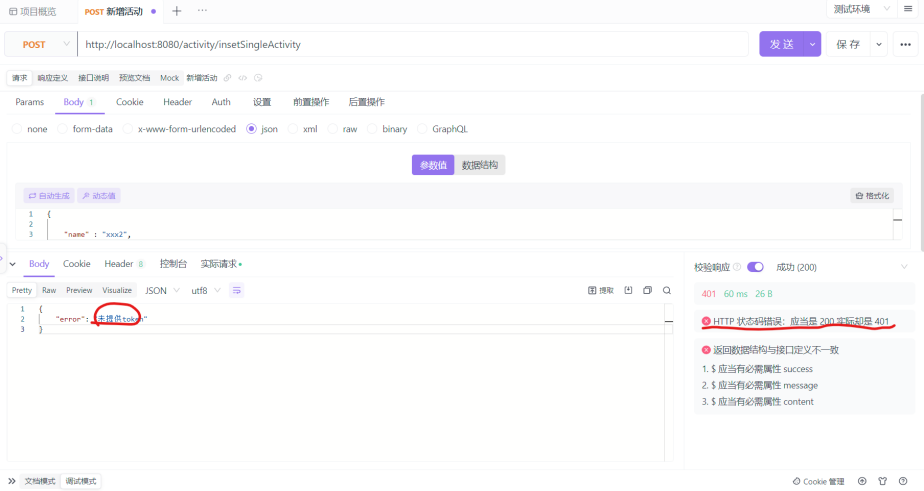 项目概览
POST 新增活动
测试环境
POST
http://localhost:8080/activity/insetSingleActivity
发 送
保 存
请求 响应定义 接口说明 预览文档 Mock 新增活动
Params Body 1 Cookie Header Auth 设置 前置操作 后置操作
none form-data x-www-form-urlencoded json xml raw binary GraphQL
参数值 数据结构
自动生成 动态值 格式化
1 {
2
3 "name" : "xxx2",
Body Cookie Header 8 控制台 实际请求
Pretty Raw Preview Visualize JSON utf8 提取
1 {
2 "error": "未提供token"
3 }
校验响应 成功 (200)
401 60 ms 26 B
HTTP 状态码错误：应当是 200 实际却是 401
返回数据结构与接口定义不一致
1. $ 应当有必需属性 success
2. $ 应当有必需属性 message
3. $ 应当有必需属性 content
文档模式 调试模式
Cookie 管理